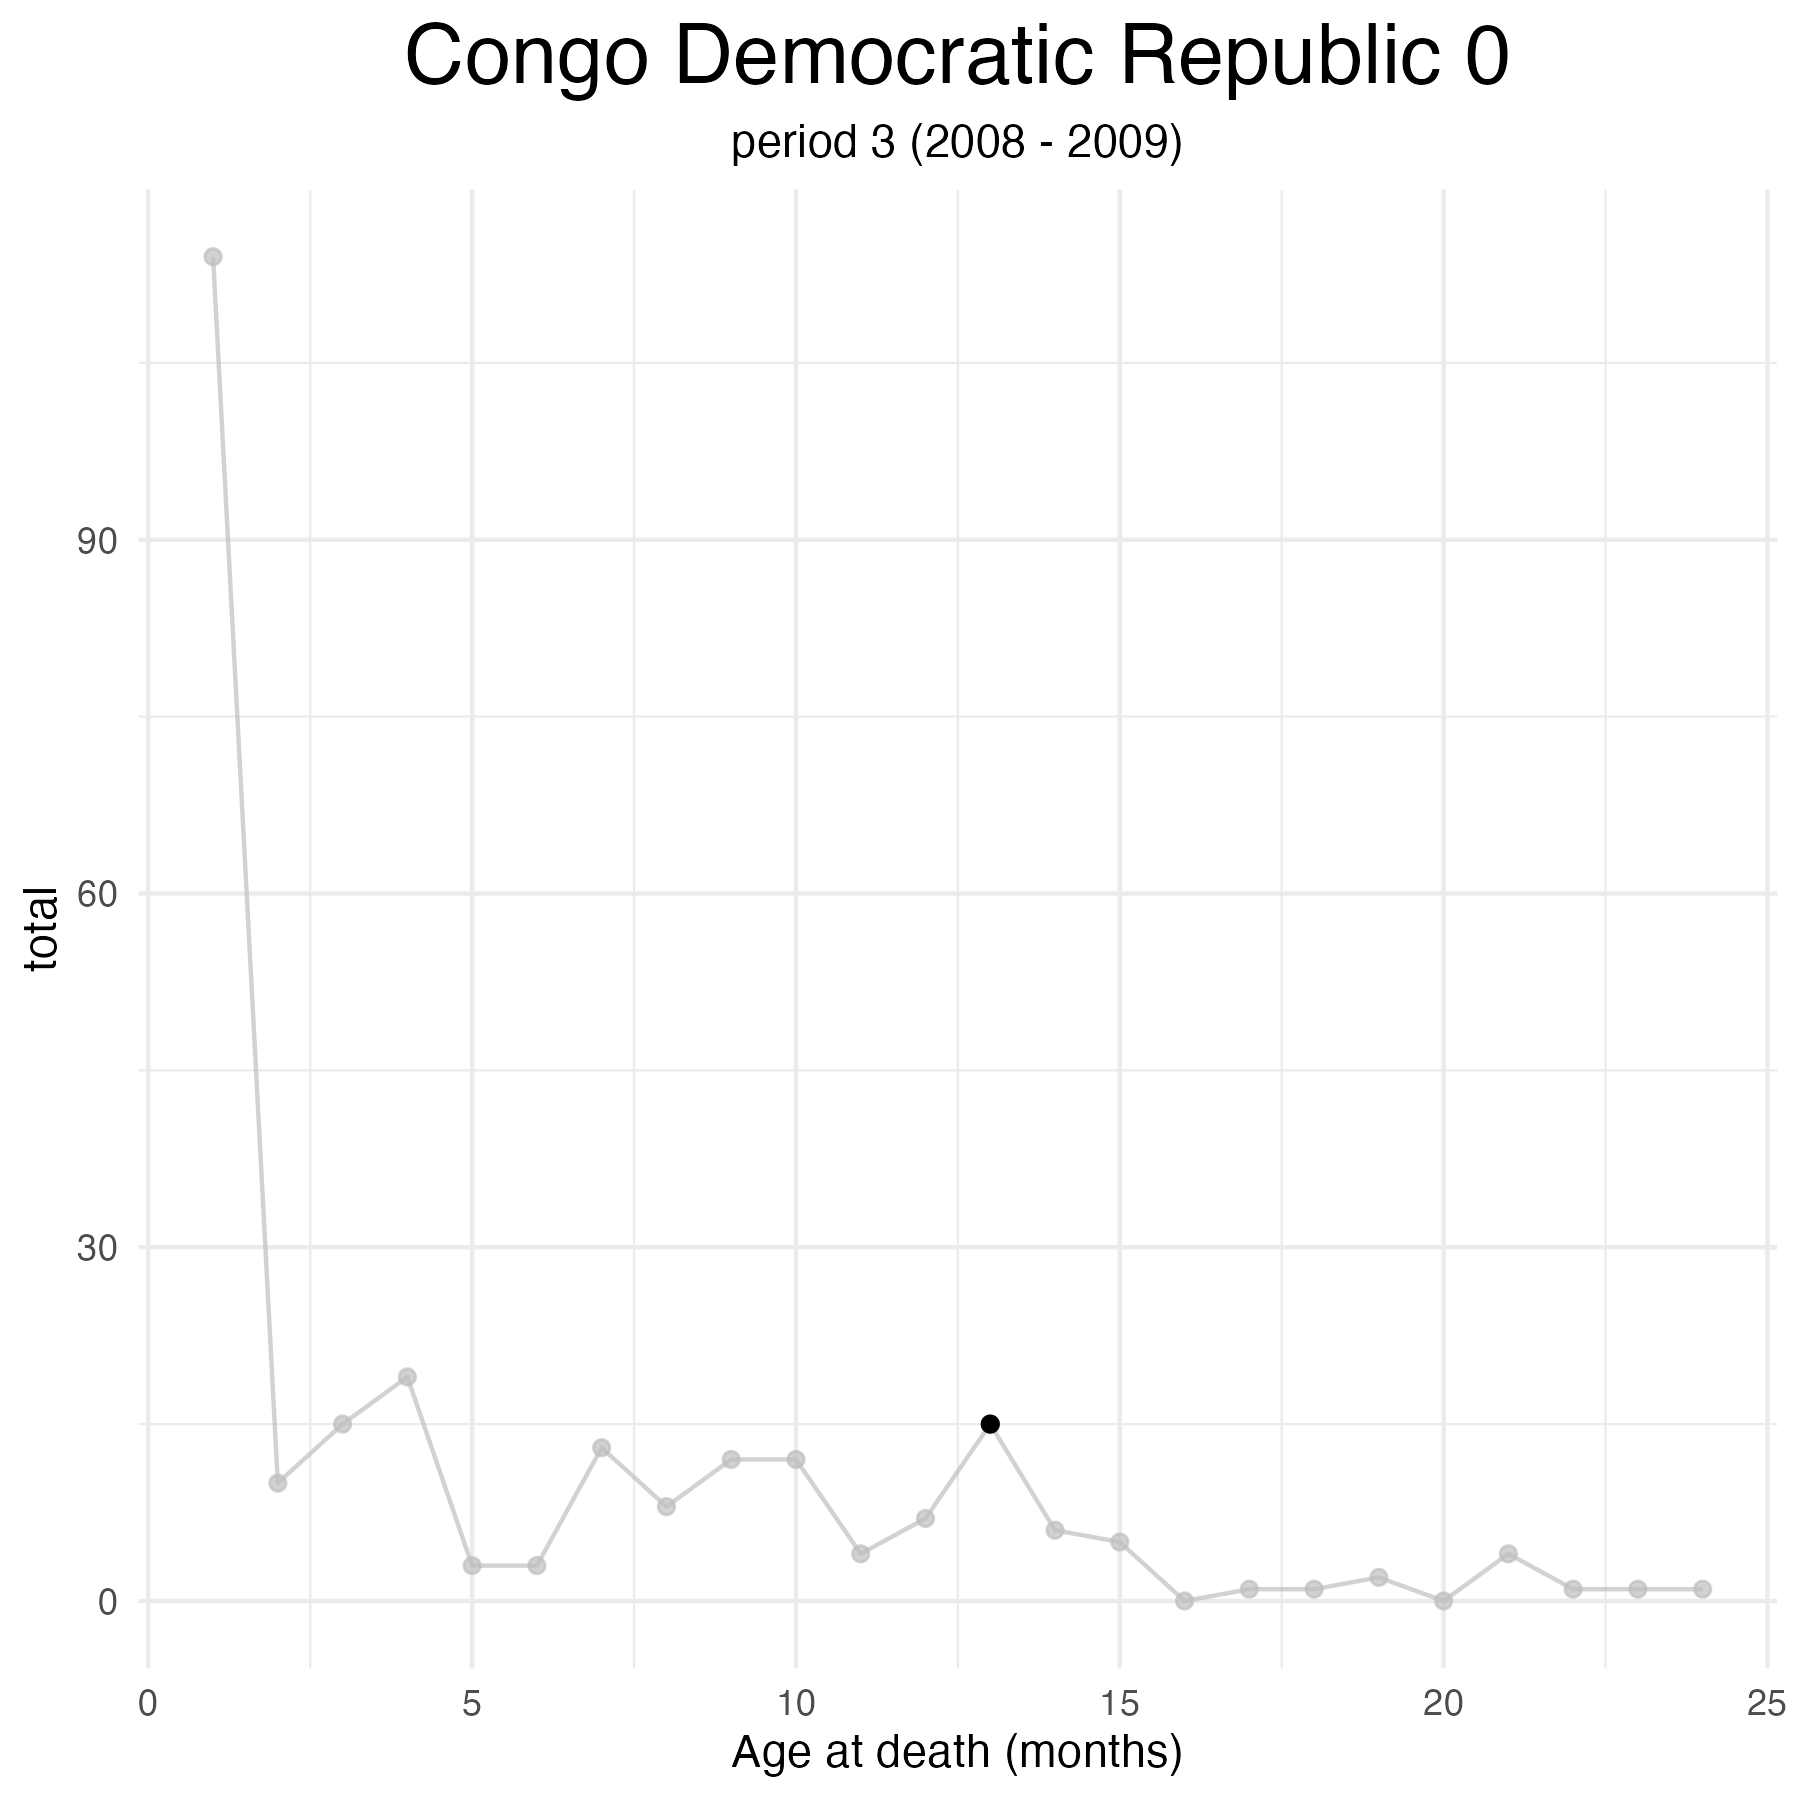 Congo Democratic Republic 0
period 3 (2008 - 2009)
total
90
60
30
0
0 5 10 15 20 25
Age at death (months)